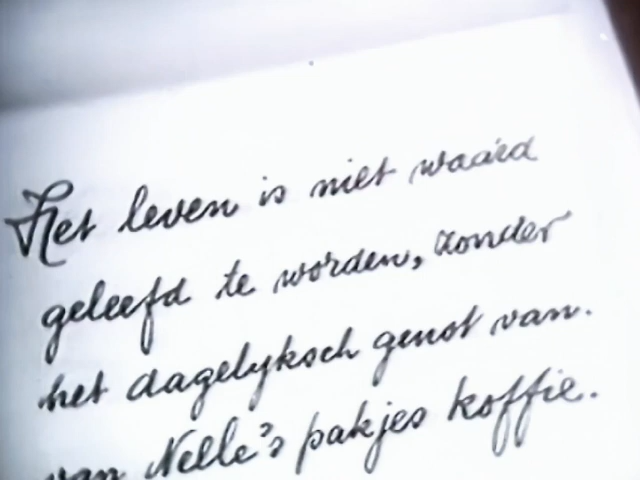 Het leven is niet waard
geleefd te worden, zonder
het dagelyksch genot van.
van Nelle's pakjes koffie.